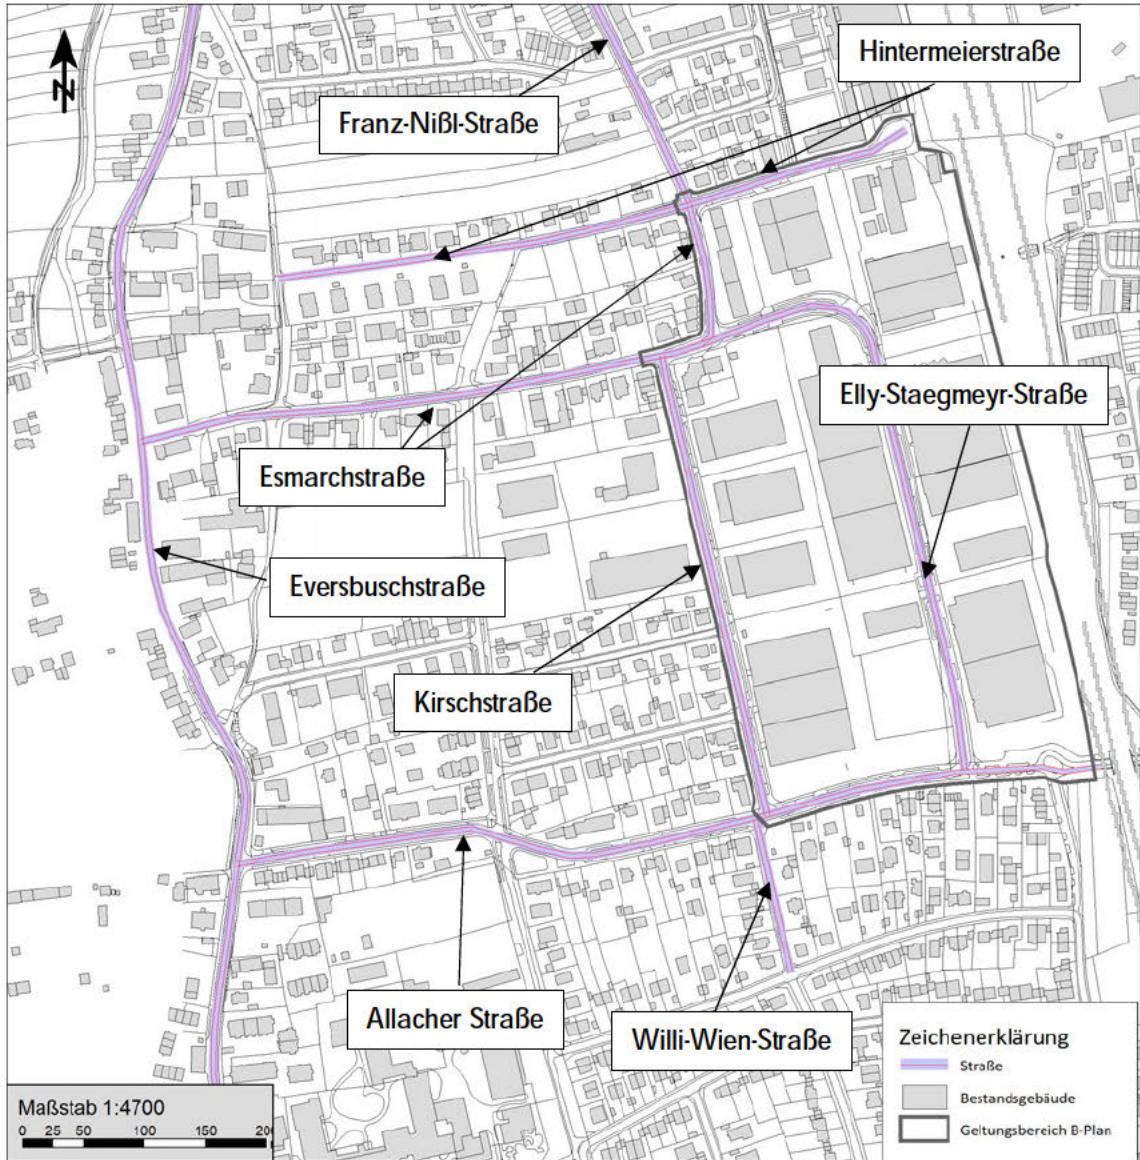 Hintermeierstraße
Franz-Nißl-Straße
N
Elly-Staegmeyr-Straße
Esmarchstraße
Eversbuschstraße
Kirschstraße
Allacher Straße
Willi-Wien-Straße
Zeichenerklärung
Straße
Bestandsgebäude
Geltungsbereich B-Plan
Maßstab 1:4700
0 25 50 100 150 20